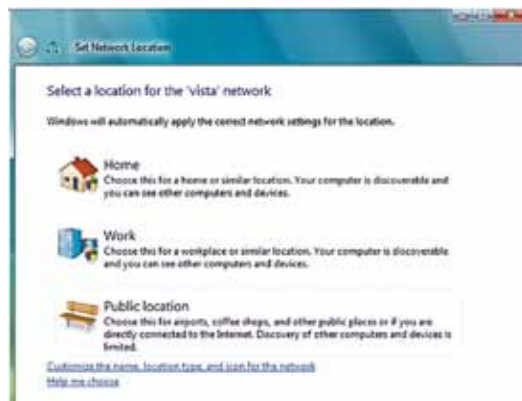 Set Network Location
Select a location for the 'vista' network
Windows will automatically apply the correct network settings for the location.
Home
Choose this for a home or similar location. Your computer is discoverable and
you can see other computers and devices.
Work
Choose this for a workplace or similar location. Your computer is discoverable
and you can see other computers and devices.
Public location
Choose this for airports, coffee shops, and other public places or if you are
directly connected to the Internet. Discovery of other computers and devices is
limited.
Customize the name, location type, and icon for the network
Help me choose